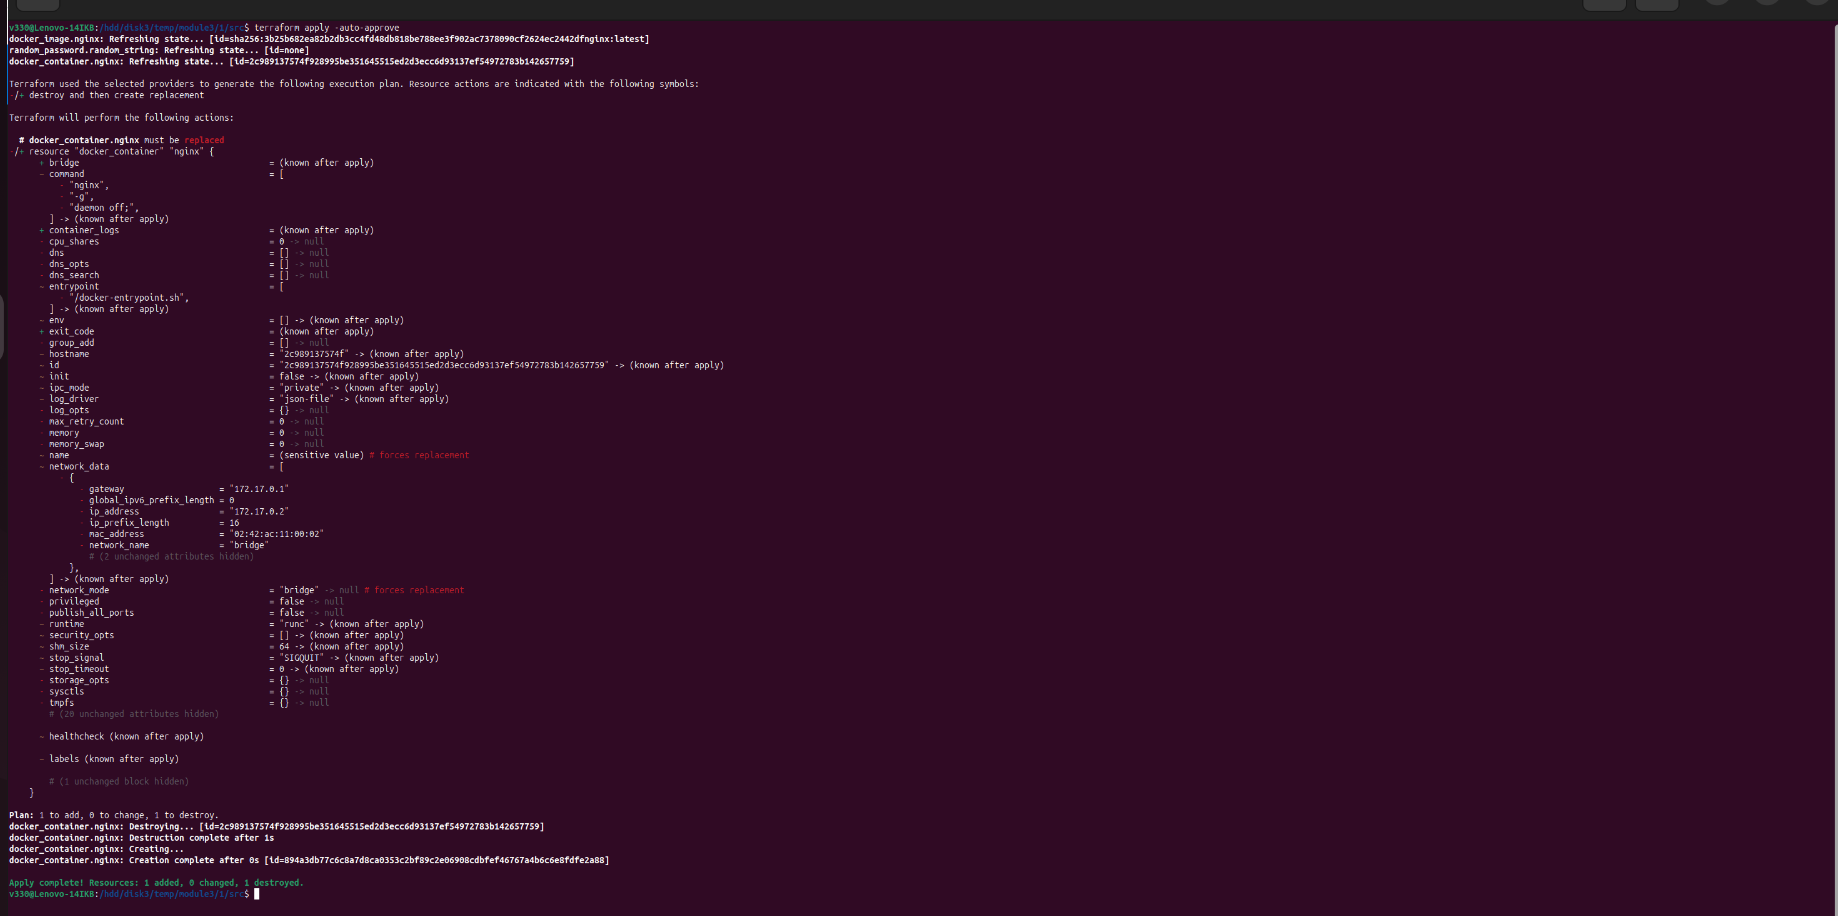 v330@Lenovo-14IKB:/hdd/disk3/temp/module3/1/src$ terraform apply -auto-approve
docker_image.nginx: Refreshing state... [id=sha256:3b25b682ea82b2db3cc4fd48db818be788ee3f902ac7378090cf2624ec2442dfnginx:latest]
random_password.random_string: Refreshing state... [id=none]
docker_container.nginx: Refreshing state... [id=2c989137574f928995be351645515ed2d3ecc6d93137ef54972783b142657759]
Terraform used the selected providers to generate the following execution plan. Resource actions are indicated with the following symbols:
-/+ destroy and then create replacement
Terraform will perform the following actions:
# docker_container.nginx must be replaced
-/+ resource "docker_container" "nginx" {
+ bridge = (known after apply)
~ command = [
- "nginx",
- "-g",
- "daemon off;",
] -> (known after apply)
+ container_logs = (known after apply)
- cpu_shares = 0 -> null
- dns = [] -> null
- dns_opts = [] -> null
- dns_search = [] -> null
~ entrypoint = [
- "/docker-entrypoint.sh",
] -> (known after apply)
~ env = [] -> (known after apply)
+ exit_code = (known after apply)
- group_add = [] -> null
~ hostname = "2c989137574f" -> (known after apply)
~ id = "2c989137574f928995be351645515ed2d3ecc6d93137ef54972783b142657759" -> (known after apply)
~ init = false -> (known after apply)
~ ipc_mode = "private" -> (known after apply)
~ log_driver = "json-file" -> (known after apply)
- log_opts = {} -> null
- max_retry_count = 0 -> null
- memory = 0 -> null
- memory_swap = 0 -> null
~ name = (sensitive value) # forces replacement
~ network_data = [
- {
- gateway = "172.17.0.1"
- global_ipv6_prefix_length = 0
- ip_address = "172.17.0.2"
- ip_prefix_length = 16
- mac_address = "02:42:ac:11:00:02"
- network_name = "bridge"
# (2 unchanged attributes hidden)
},
] -> (known after apply)
- network_mode = "bridge" -> null # forces replacement
- privileged = false -> null
- publish_all_ports = false -> null
~ runtime = "runc" -> (known after apply)
~ security_opts = [] -> (known after apply)
~ shm_size = 64 -> (known after apply)
~ stop_signal = "SIGQUIT" -> (known after apply)
~ stop_timeout = 0 -> (known after apply)
- storage_opts = {} -> null
- sysctls = {} -> null
- tmpfs = {} -> null
# (20 unchanged attributes hidden)
~ healthcheck (known after apply)
~ labels (known after apply)
# (1 unchanged block hidden)
}
Plan: 1 to add, 0 to change, 1 to destroy.
docker_container.nginx: Destroying... [id=2c989137574f928995be351645515ed2d3ecc6d93137ef54972783b142657759]
docker_container.nginx: Destruction complete after 1s
docker_container.nginx: Creating...
docker_container.nginx: Creation complete after 0s [id=894a3db77c6c8a7d8ca0353c2bf89c2e06908cdbfef46767a4b6c6e8fdfe2a88]
Apply complete! Resources: 1 added, 0 changed, 1 destroyed.
v330@Lenovo-14IKB:/hdd/disk3/temp/module3/1/src$